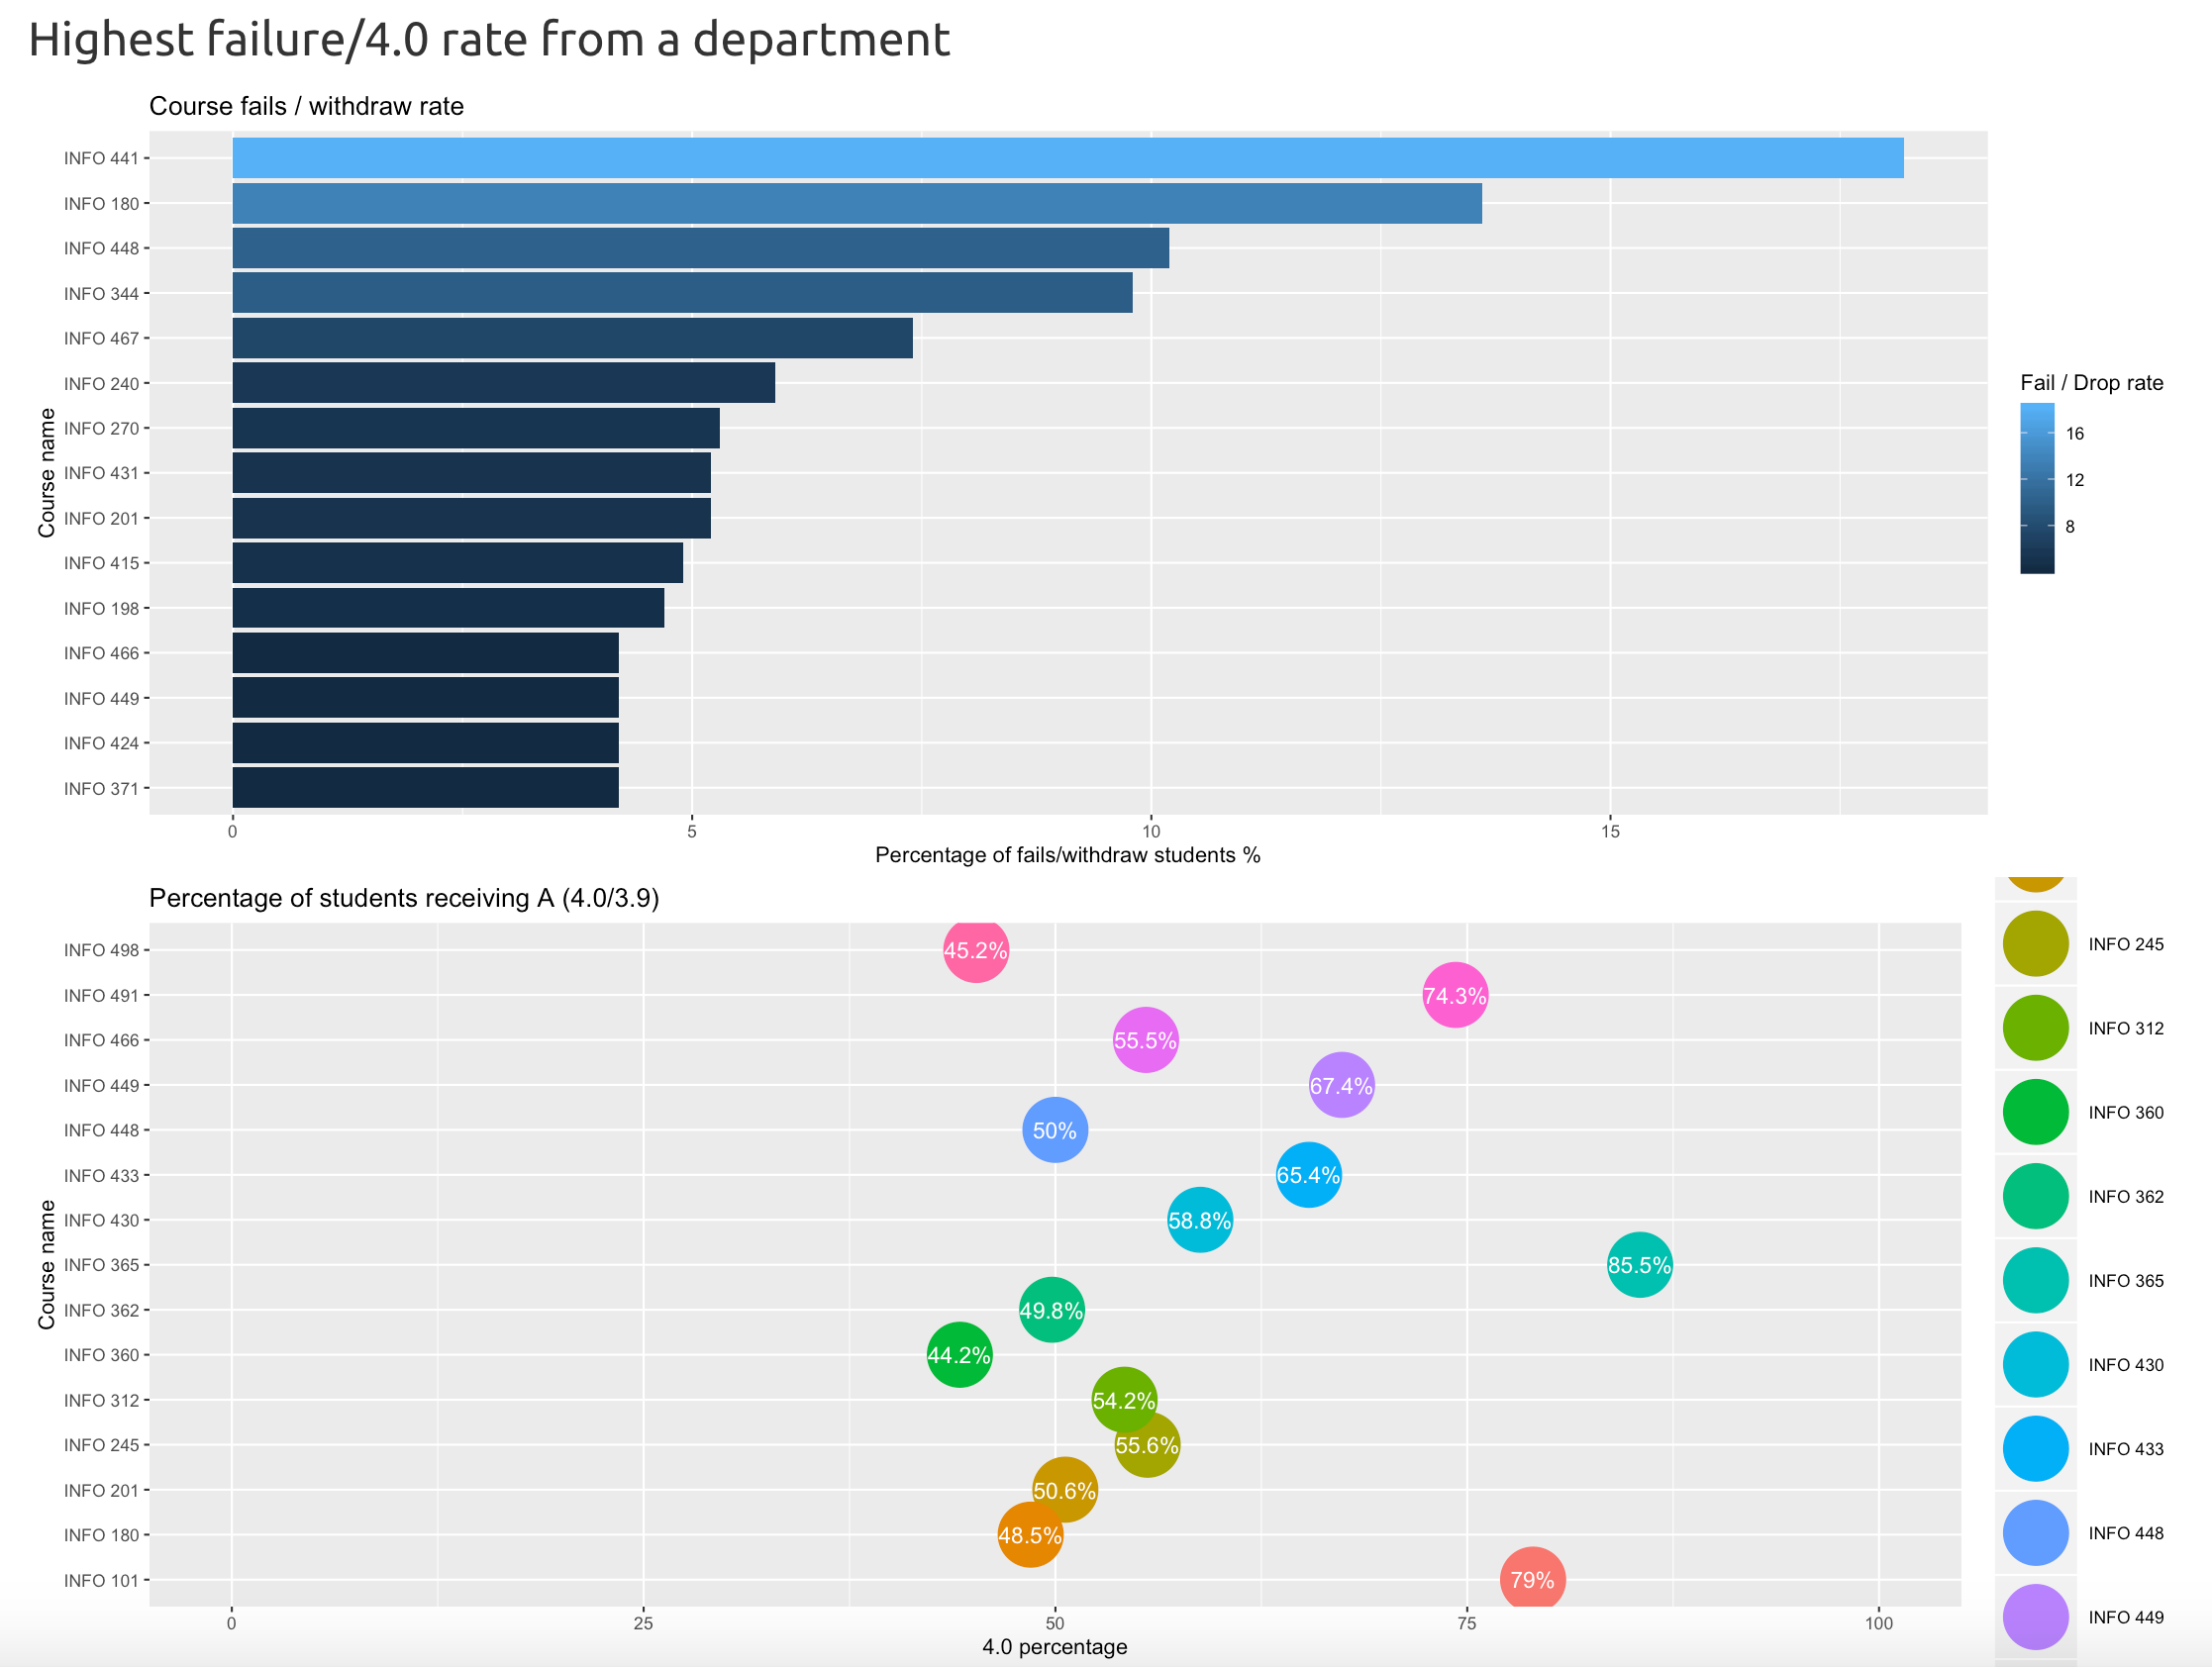 Highest failure/4.0 rate from a department
Course fails / withdraw rate
Course name
INFO 441
INFO 180
INFO 448
INFO 344
INFO 467
INFO 240
INFO 270
INFO 431
INFO 201
INFO 415
INFO 198
INFO 466
INFO 449
INFO 424
INFO 371
0 5 10 15
Percentage of fails/withdraw students %
Fail / Drop rate
16
12
8
Percentage of students receiving A (4.0/3.9)
Course name
INFO 498 45.2%
INFO 491 74.3%
INFO 466 55.5%
INFO 449 67.4%
INFO 448 50%
INFO 433 65.4%
INFO 430 58.8%
INFO 365 85.5%
INFO 362 49.8%
INFO 360 44.2%
INFO 312 54.2%
INFO 245 55.6%
INFO 201 50.6%
INFO 180 48.5%
INFO 101 79%
0 25 50 75 100
4.0 percentage
INFO 245
INFO 312
INFO 360
INFO 362
INFO 365
INFO 430
INFO 433
INFO 448
INFO 449